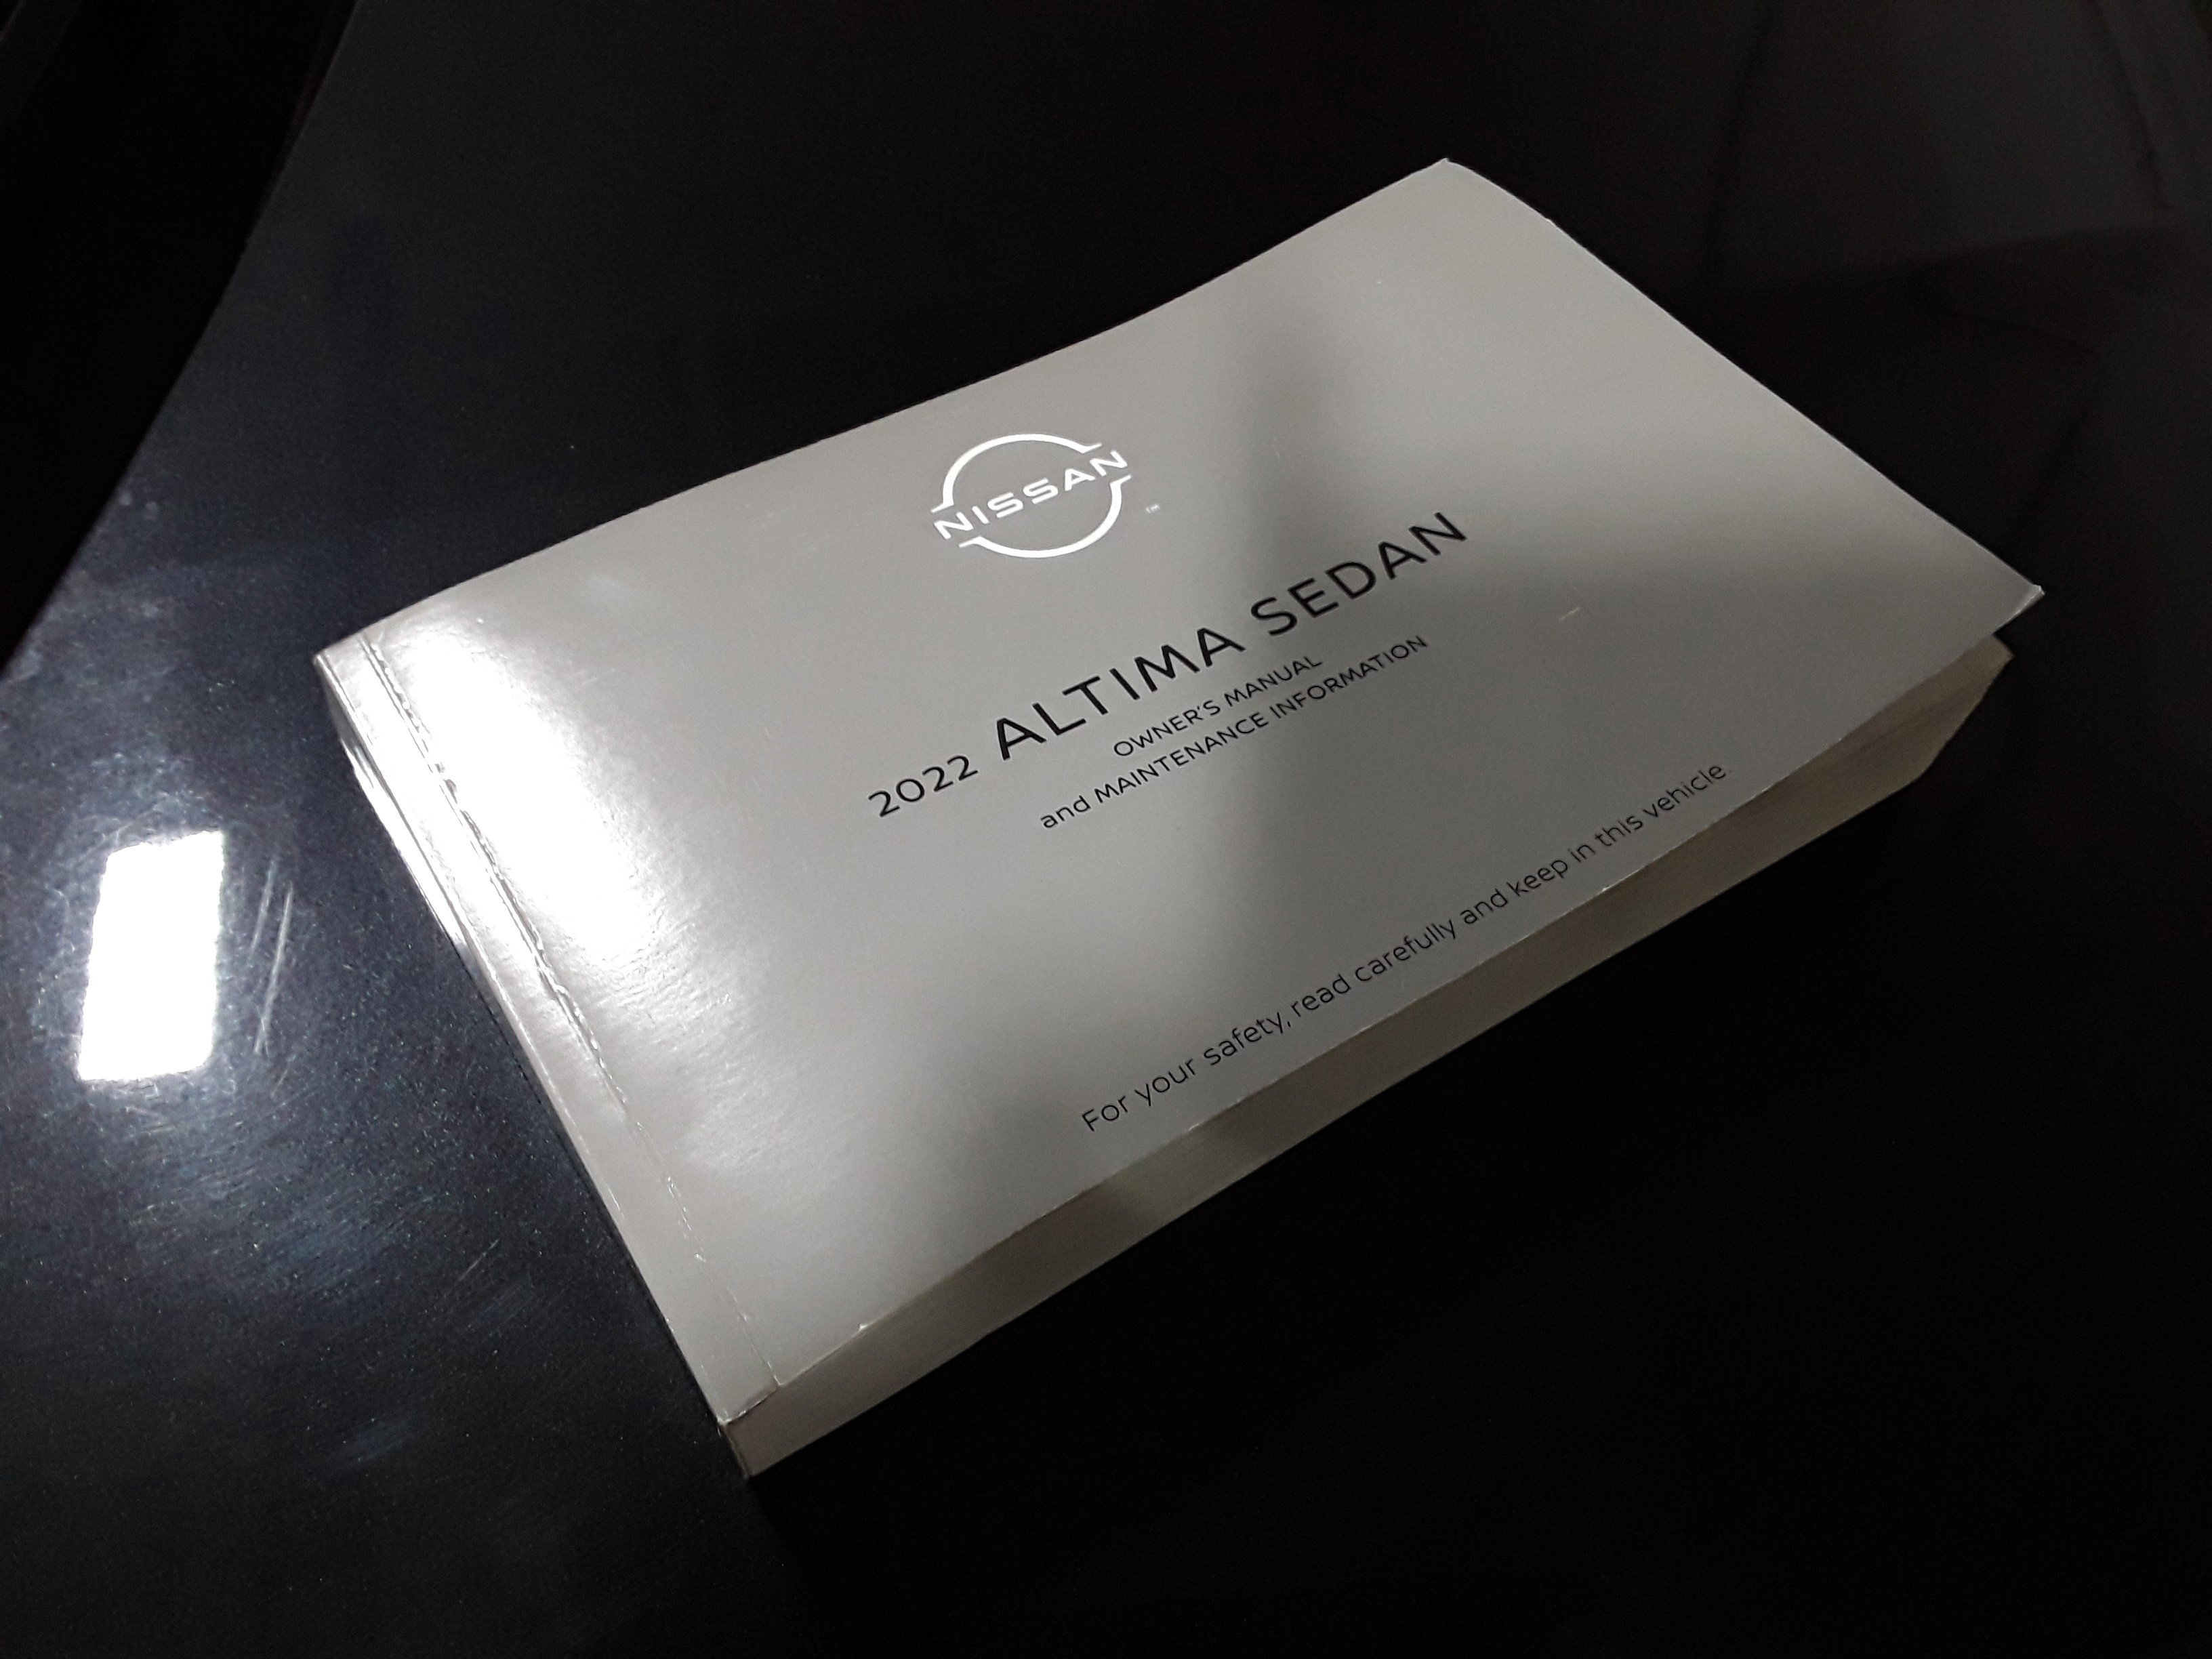 NISSAN
TM
2022 ALTIMA SEDAN
OWNER'S MANUAL
and MAINTENANCE INFORMATION
For your safety, read carefully and keep in this vehicle